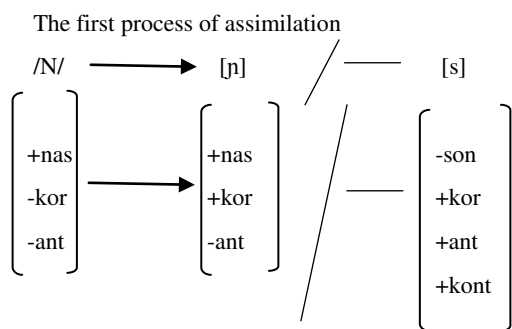 The first process of assimilation
/N/ [ɲ] [s]
+nas +nas -son
-kor +kor +kor
-ant -ant +ant
+kont